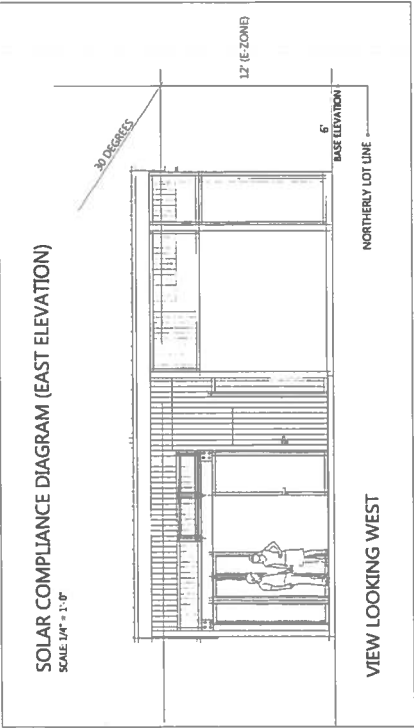 SOLAR COMPLIANCE DIAGRAM (EAST ELEVATION)
SCALE 1/4" = 1'-0"
30 DEGREES
12' (E-ZONE)
6'
BASE ELEVATION
NORTHERLY LOT LINE
VIEW LOOKING WEST